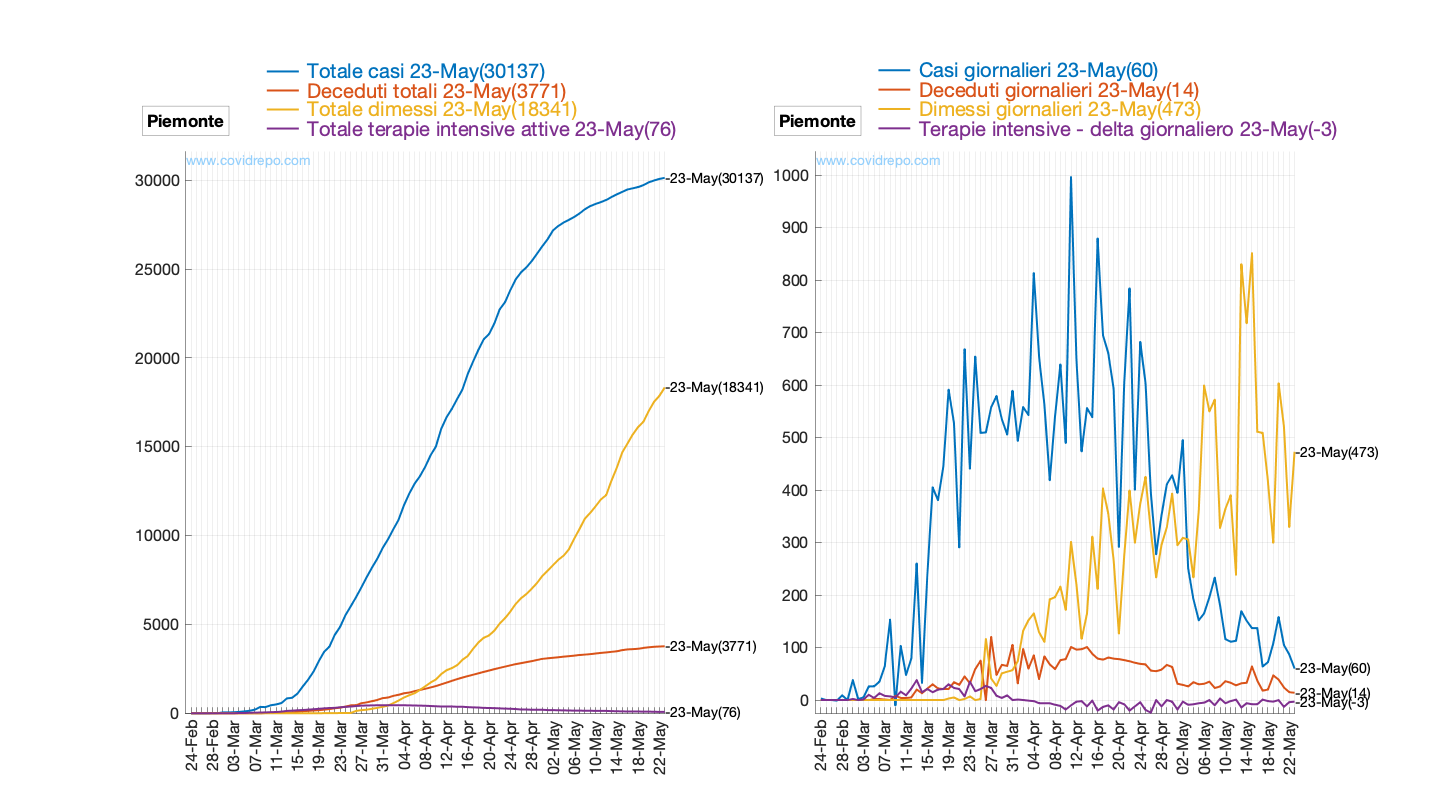 Totale casi 23-May(30137)
Deceduti totali 23-May(3771)
Totale dimessi 23-May(18341)
Totale terapie intensive attive 23-May(76)
Piemonte
www.covidrepo.com
30000
25000
20000
15000
10000
5000
0
-23-May(30137)
-23-May(18341)
-23-May(3771)
-23-May(76)
24-Feb
28-Feb
03-Mar
07-Mar
11-Mar
15-Mar
19-Mar
23-Mar
27-Mar
31-Mar
04-Apr
08-Apr
12-Apr
16-Apr
20-Apr
24-Apr
28-Apr
02-May
06-May
10-May
14-May
18-May
22-May
Casi giornalieri 23-May(60)
Deceduti giornalieri 23-May(14)
Dimessi giornalieri 23-May(473)
Terapie intensive - delta giornaliero 23-May(-3)
Piemonte
www.covidrepo.com
1000
900
800
700
600
500
400
300
200
100
0
-23-May(473)
-23-May(60)
-23-May(14)
-23-May(-3)
24-Feb
28-Feb
03-Mar
07-Mar
11-Mar
15-Mar
19-Mar
23-Mar
27-Mar
31-Mar
04-Apr
08-Apr
12-Apr
16-Apr
20-Apr
24-Apr
28-Apr
02-May
06-May
10-May
14-May
18-May
22-May